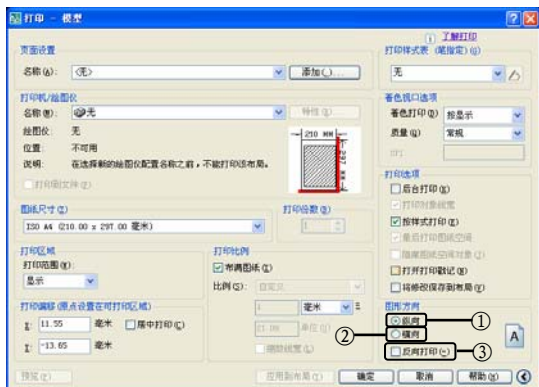 打印 - 模型
了解打印
页面设置
名称(A): <无> 添加(.)...
打印样式表 (笔指定)(G)
无
打印机/绘图仪
名称(M): 无 特性(R)...
绘图仪: 无
位置: 不可用
说明: 在选择新的绘图仪配置名称之前，不能打印该布局。
打印到文件(F)
210 MM
297 MM
着色视口选项
着色打印(D) 按显示
质量(Q) 常规
DPI
图纸尺寸(Z)
ISO A4 (210.00 x 297.00 毫米)
打印份数(B)
1
打印选项
后台打印(K)
打印对象线宽
按样式打印(E)
最后打印图纸空间
隐藏图纸空间对象(J)
打开打印戳记(N)
将修改保存到布局(V)
打印区域
打印范围(W):
显示
打印比例
布满图纸(I)
比例(S): 自定义
1 毫米
单位(U)
缩放线宽(L)
打印偏移(原点设置在可打印区域)
X: 11.55 毫米 居中打印(C)
Y: -13.65 毫米
图形方向
纵向 ①
横向 ②
反向打印(-) ③
A
预览(P)... 应用到布局(T) 确定 取消 帮助(H)